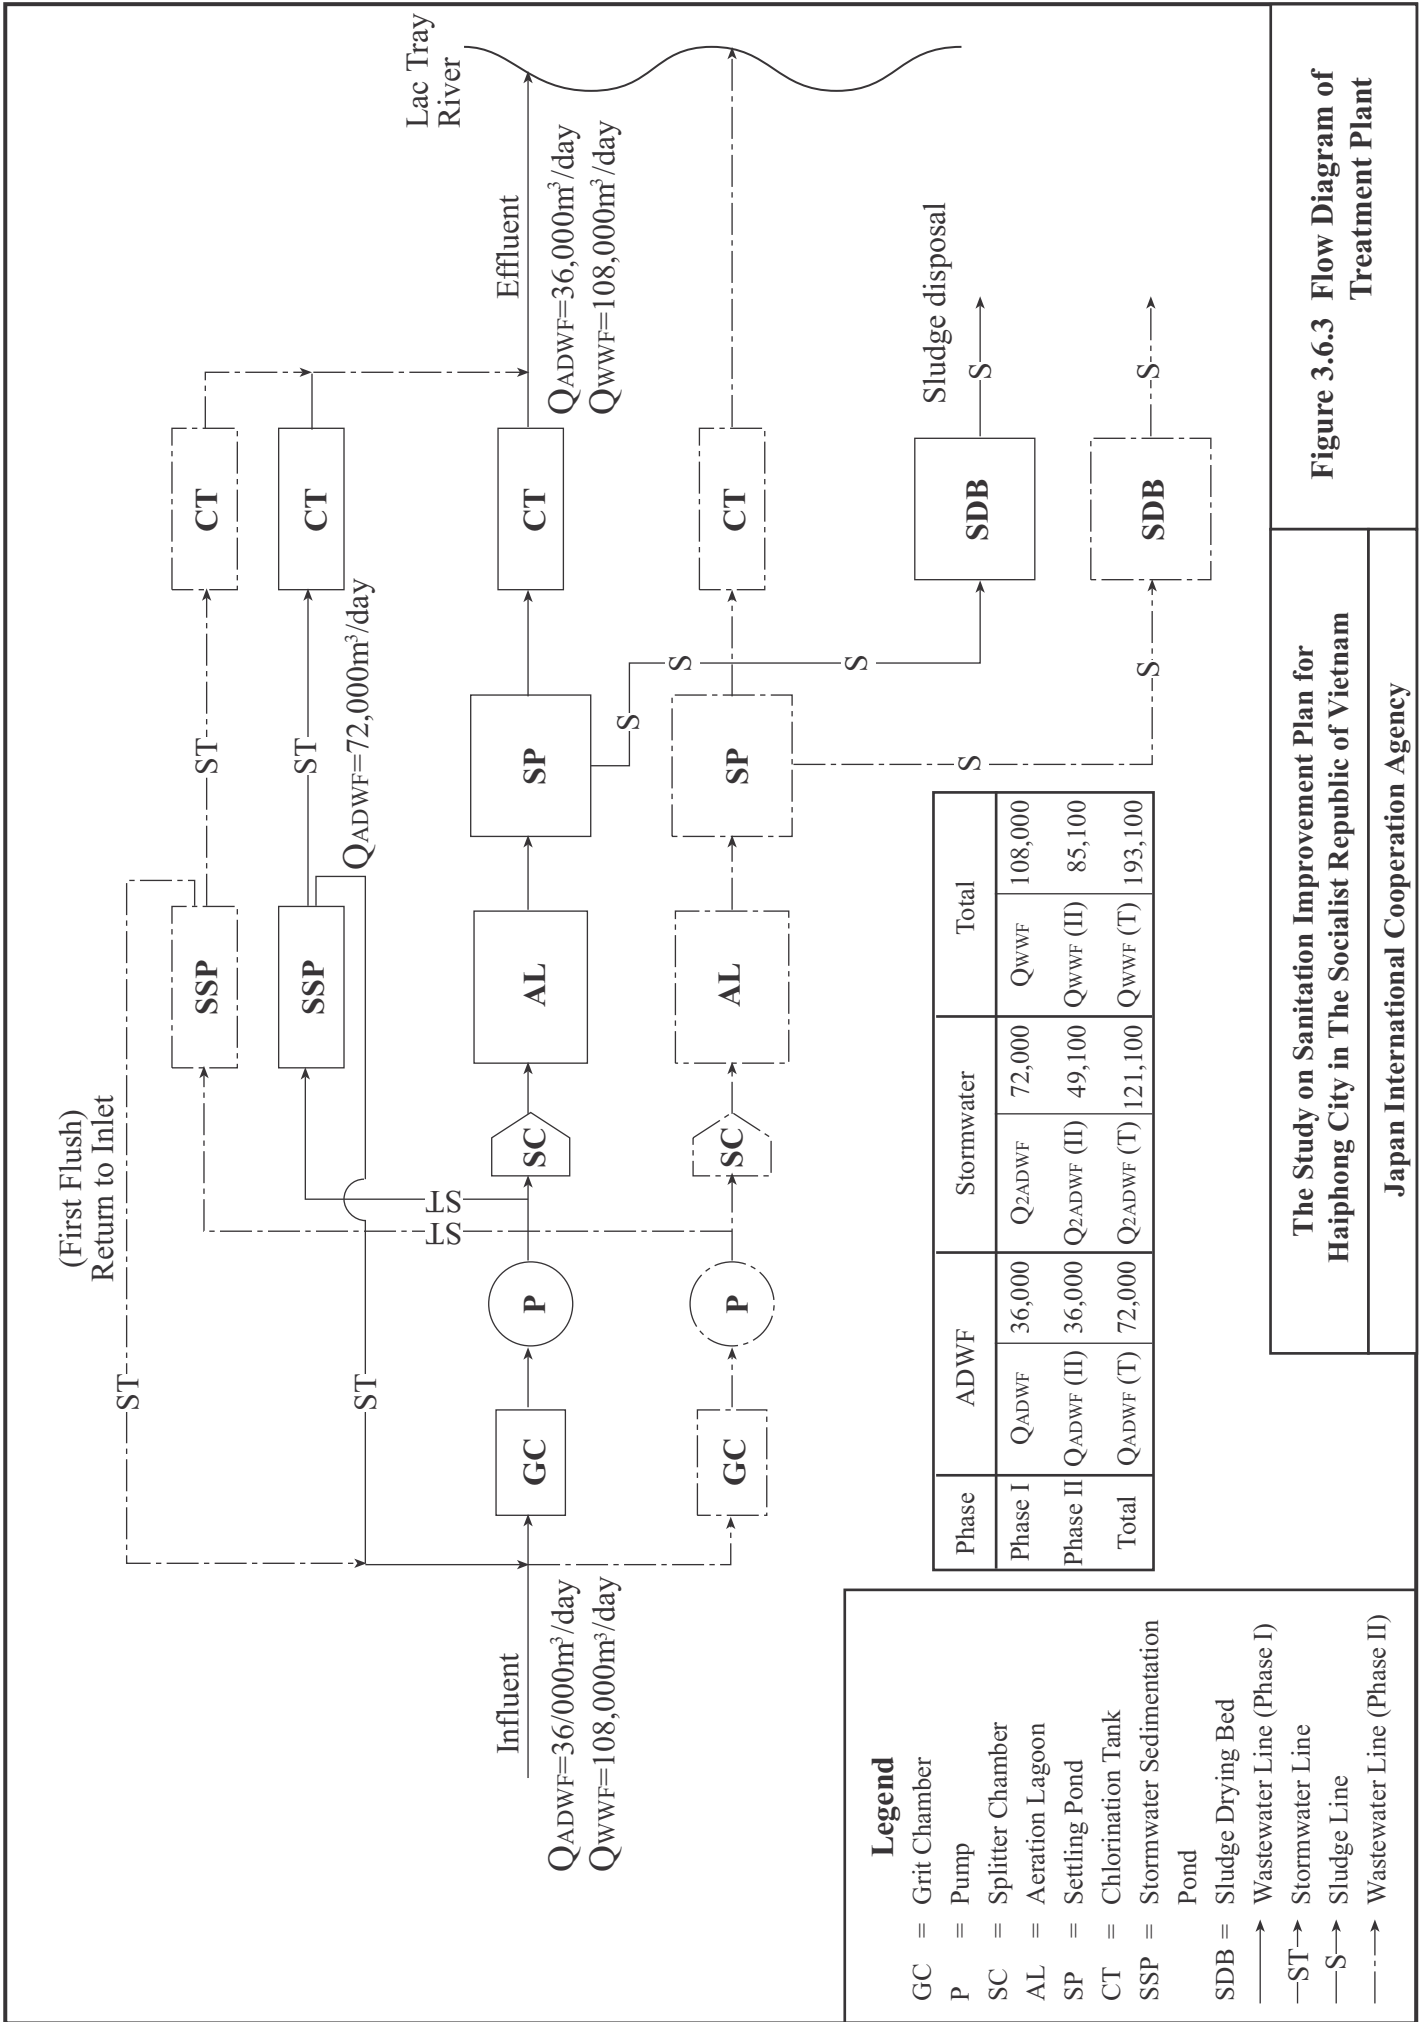 (First Flush)
Return to Inlet
ST
ST
SSP
ST
CT
SSP
ST
CT
QADWF=72,000m³/day
ST
ST
Lac Tray
River
Influent
QADWF=36/000m³/day
QWWF=108,000m³/day
GC
P
SC
AL
SP
CT
Effluent
QADWF=36,000m³/day
QWWF=108,000m³/day
GC
P
SC
AL
SP
CT
S
S
S
SDB
S
Sludge disposal
S
S
SDB
S
Legend
GC = Grit Chamber
P = Pump
SC = Splitter Chamber
AL = Aeration Lagoon
SP = Settling Pond
CT = Chlorination Tank
SSP = Stormwater Sedimentation
Pond
SDB = Sludge Drying Bed
Wastewater Line (Phase I)
ST Stormwater Line
S Sludge Line
Wastewater Line (Phase II)
Phase ADWF Stormwater Total
Phase I QADWF 36,000 Q2ADWF 72,000 QWWF 108,000
Phase II QADWF (II) 36,000 Q2ADWF (II) 49,100 QWWF (II) 85,100
Total QADWF (T) 72,000 Q2ADWF (T) 121,100 QWWF (T) 193,100
The Study on Sanitation Improvement Plan for
Haiphong City in The Socialist Republic of Vietnam
Japan International Cooperation Agency
Figure 3.6.3 Flow Diagram of
Treatment Plant